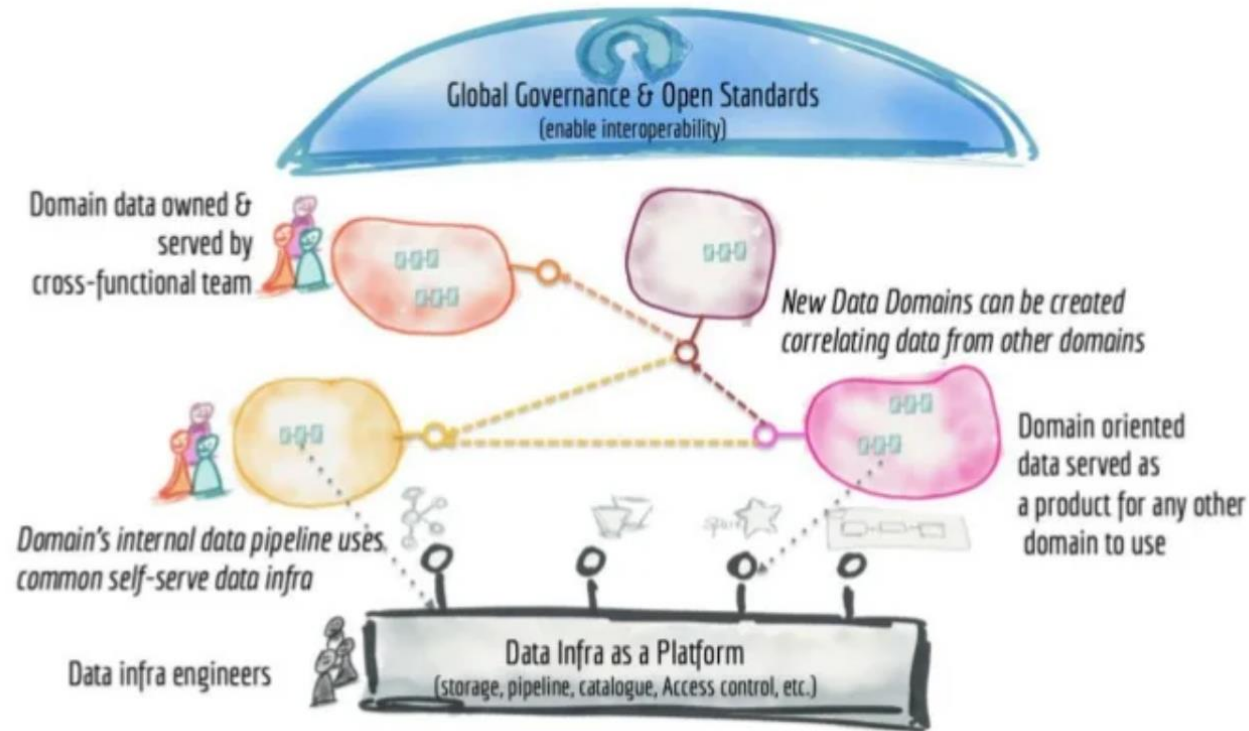 Global Governance & Open Standards
(enable interoperability)
Domain data owned &
served by
cross-functional team
New Data Domains can be created
correlating data from other domains
Domain oriented
data served as
a product for any other
domain to use
Domain's internal data pipeline uses
common self-serve data infra
Spark
Data infra engineers
Data Infra as a Platform
(storage, pipeline, catalogue, Access control, etc.)